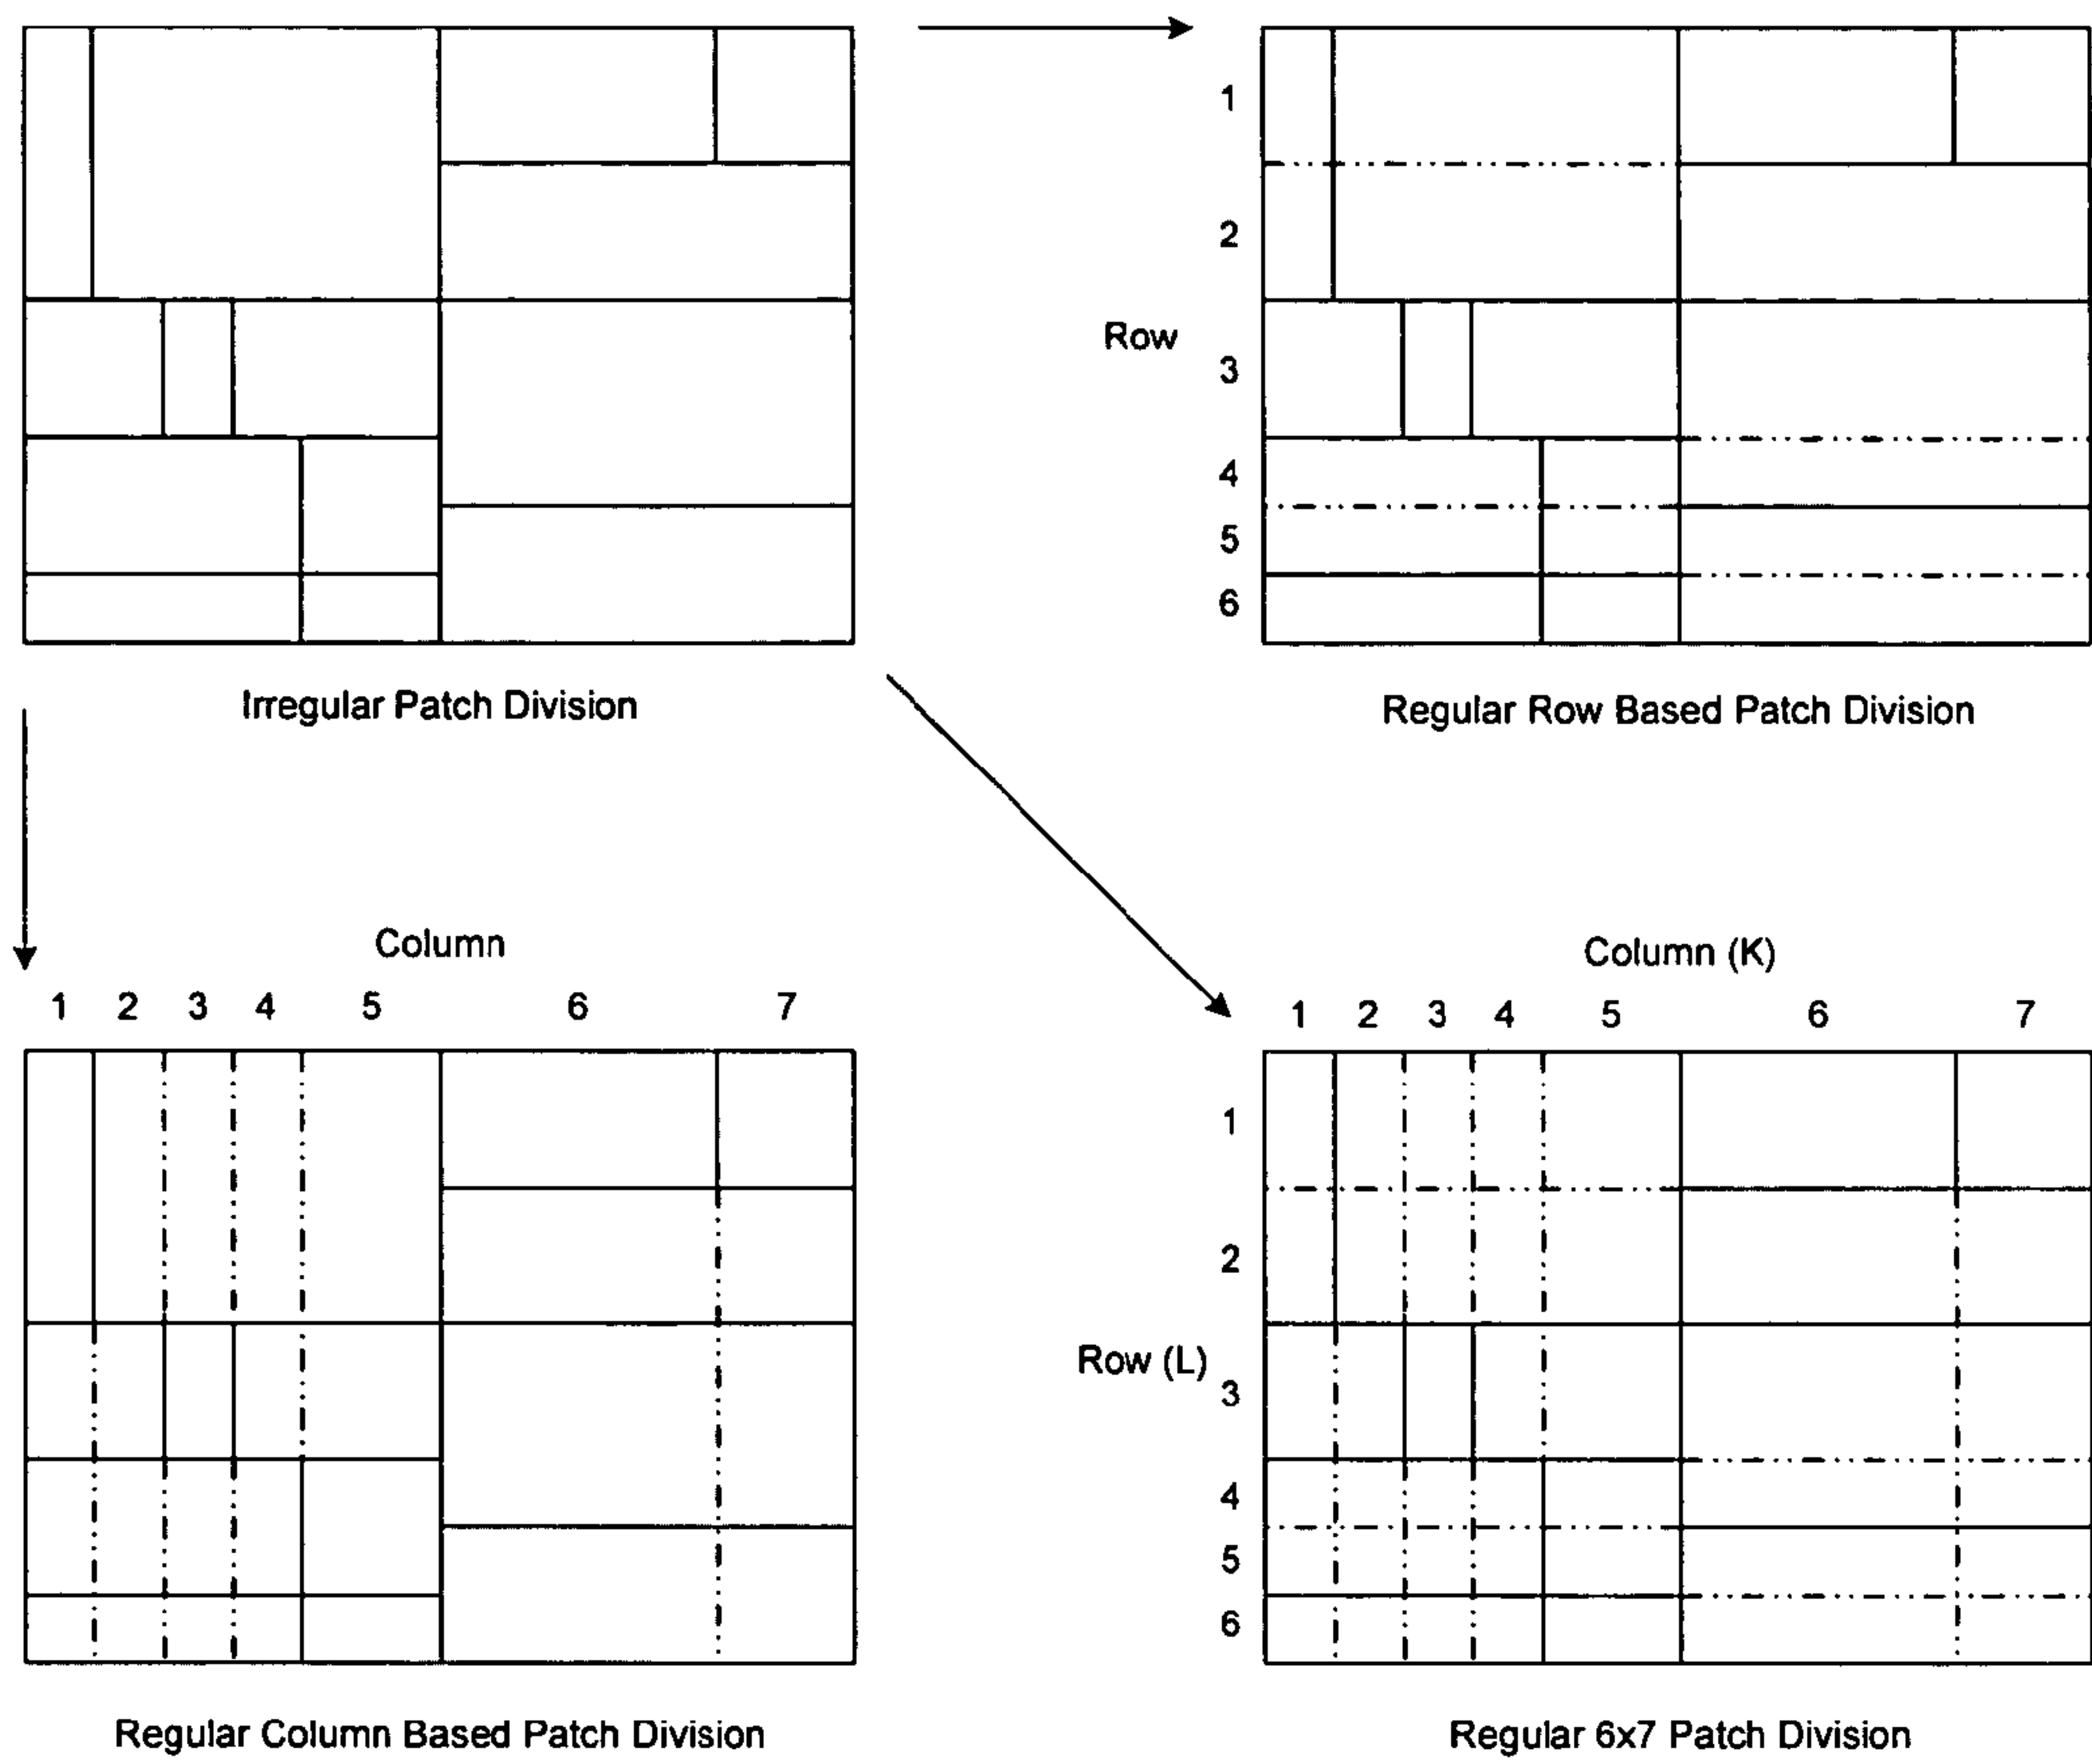 1
2
Row
3
4
5
6
Irregular Patch Division
Regular Row Based Patch Division
Column
1 2 3 4 5 6 7
Column (K)
1 2 3 4 5 6 7
1
2
Row (L)
3
4
5
6
Regular Column Based Patch Division
Regular 6x7 Patch Division